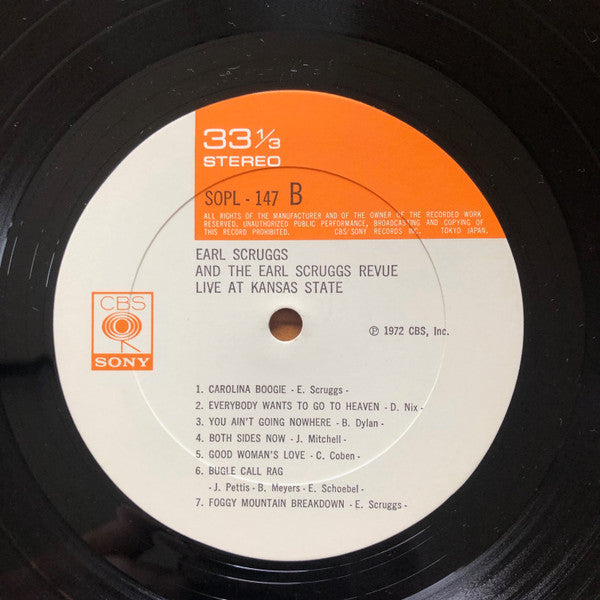 33 1/3
STEREO
SOPL - 147 B
ALL RIGHTS OF THE MANUFACTURER AND OF THE OWNER OF THE RECORDED WORK
RESERVED. UNAUTHORIZED PUBLIC PERFORMANCE, BROADCASTING AND COPYING OF
THIS RECORD PROHIBITED. CBS/SONY RECORDS INC. TOKYO JAPAN.
EARL SCRUGGS
AND THE EARL SCRUGGS REVUE
LIVE AT KANSAS STATE
CBS
SONY
℗ 1972 CBS, Inc.
1. CAROLINA BOOGIE - E. Scruggs -
2. EVERYBODY WANTS TO GO TO HEAVEN - D. Nix -
3. YOU AIN'T GOING NOWHERE - B. Dylan -
4. BOTH SIDES NOW - J. Mitchell -
5. GOOD WOMAN'S LOVE - C. Coben -
6. BUGLE CALL RAG
- J. Pettis - B. Meyers - E. Schoebel -
7. FOGGY MOUNTAIN BREAKDOWN - E. Scruggs -